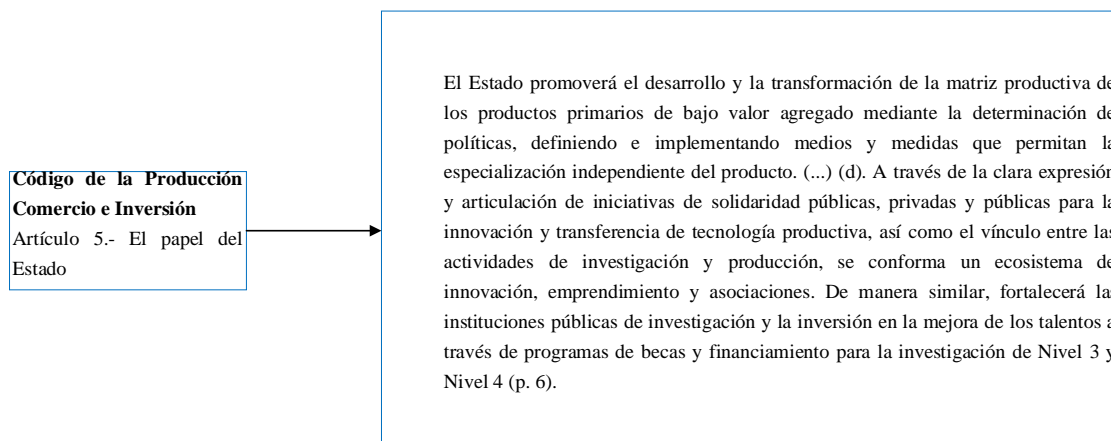 Código de la Producción
Comercio e Inversión
Artículo 5.- El papel del
Estado
El Estado promoverá el desarrollo y la transformación de la matriz productiva de
los productos primarios de bajo valor agregado mediante la determinación de
políticas, definiendo e implementando medios y medidas que permitan la
especialización independiente del producto. (...) (d). A través de la clara expresión
y articulación de iniciativas de solidaridad públicas, privadas y públicas para la
innovación y transferencia de tecnología productiva, así como el vínculo entre las
actividades de investigación y producción, se conforma un ecosistema de
innovación, emprendimiento y asociaciones. De manera similar, fortalecerá las
instituciones públicas de investigación y la inversión en la mejora de los talentos a
través de programas de becas y financiamiento para la investigación de Nivel 3 y
Nivel 4 (p. 6).